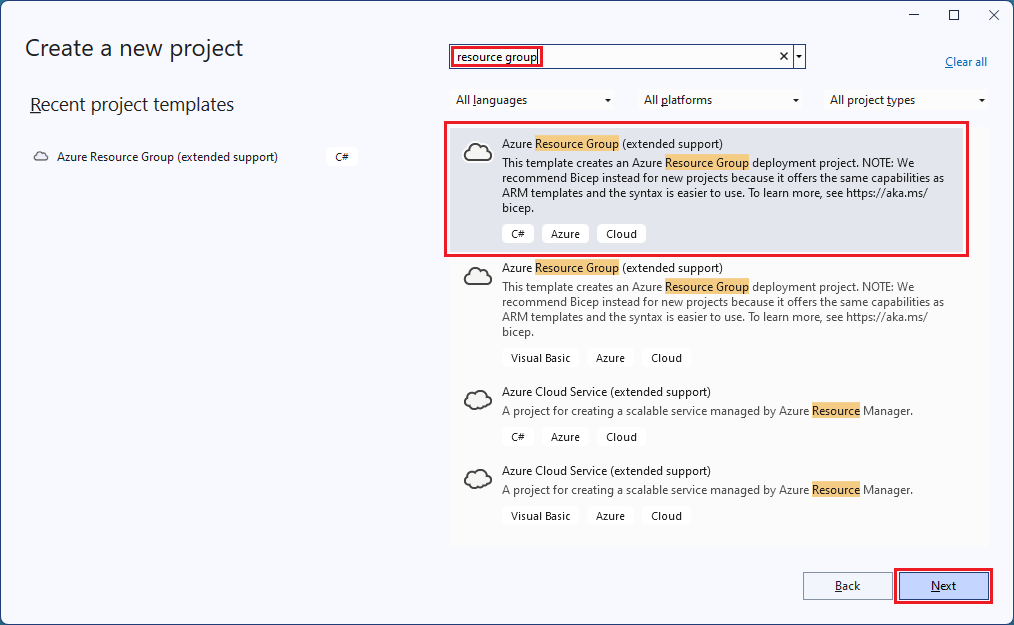 Create a new project
resource group
Clear all
Recent project templates
All languages
All platforms
All project types
Azure Resource Group (extended support)
C#
Azure Resource Group (extended support)
This template creates an Azure Resource Group deployment project. NOTE: We
recommend Bicep instead for new projects because it offers the same capabilities as
ARM templates and the syntax is easier to use. To learn more, see https://aka.ms/
bicep.
C# Azure Cloud
Azure Resource Group (extended support)
This template creates an Azure Resource Group deployment project. NOTE: We
recommend Bicep instead for new projects because it offers the same capabilities as
ARM templates and the syntax is easier to use. To learn more, see https://aka.ms/
bicep.
Visual Basic Azure Cloud
Azure Cloud Service (extended support)
A project for creating a scalable service managed by Azure Resource Manager.
C# Azure Cloud
Azure Cloud Service (extended support)
A project for creating a scalable service managed by Azure Resource Manager.
Visual Basic Azure Cloud
Back
Next